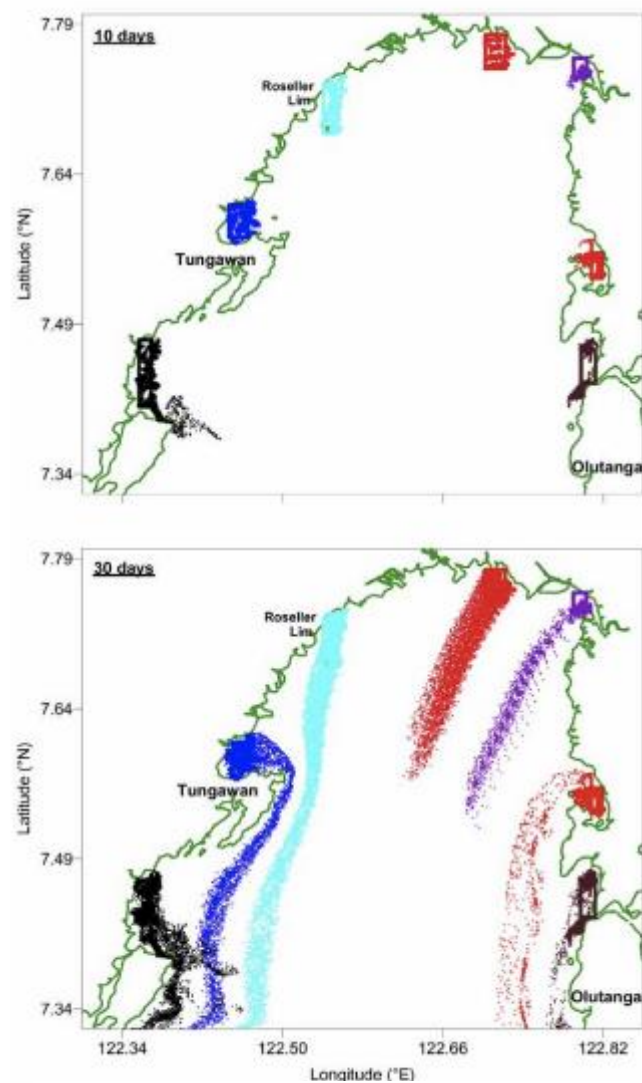 7.79
10 days
Roseller
Lim
7.64
Tungawan
7.49
7.34
Olutanga
Latitude (°N)
7.79
30 days
Roseller
Lim
7.64
Tungawan
7.49
7.34
Olutanga
Latitude (°N)
122.34 122.50 122.66 122.82
Longitude (°E)